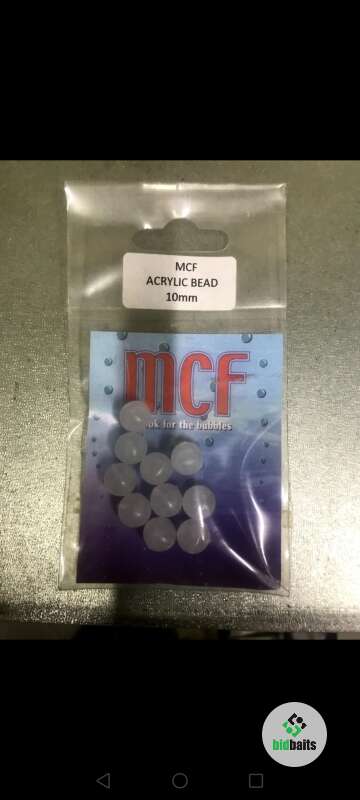 MCF
ACRYLIC BEAD
10mm
mcf
look for the bubbles
bidbaits